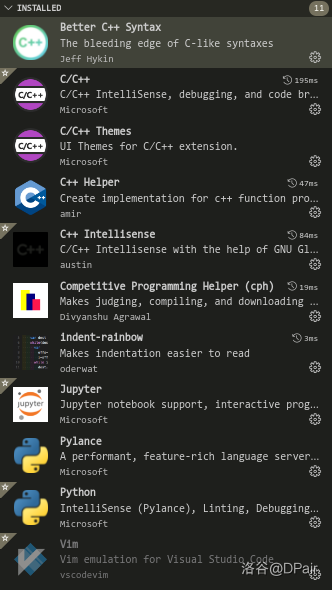 INSTALLED 11
Better C++ Syntax
The bleeding edge of C-like syntaxes
Jeff Hykin
C/C++ 195ms
C/C++ IntelliSense, debugging, and code br...
Microsoft
C/C++ Themes
UI Themes for C/C++ extension.
Microsoft
C++ Helper 47ms
Create implementation for c++ function pro...
amir
C++ Intellisense 84ms
C/C++ Intellisense with the help of GNU Gl...
austin
Competitive Programming Helper (cph) 19ms
Makes judging, compiling, and downloading ...
Divyanshu Agrawal
indent-rainbow 3ms
Makes indentation easier to read
oderwat
Jupyter
Jupyter notebook support, interactive prog...
Microsoft
Pylance
A performant, feature-rich language server...
Microsoft
Python
IntelliSense (Pylance), Linting, Debugging...
Microsoft
Vim
Vim emulation for Visual Studio Code
vscodevim
C++
C/C++
C/C++
C++
C++
jupyter
洛谷@DPair